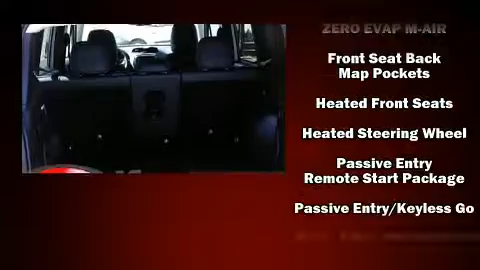 ZERO EVAP M-AIR
Front Seat Back
Map Pockets
Heated Front Seats
Heated Steering Wheel
Passive Entry
Remote Start Package
Passive Entry/Keyless Go